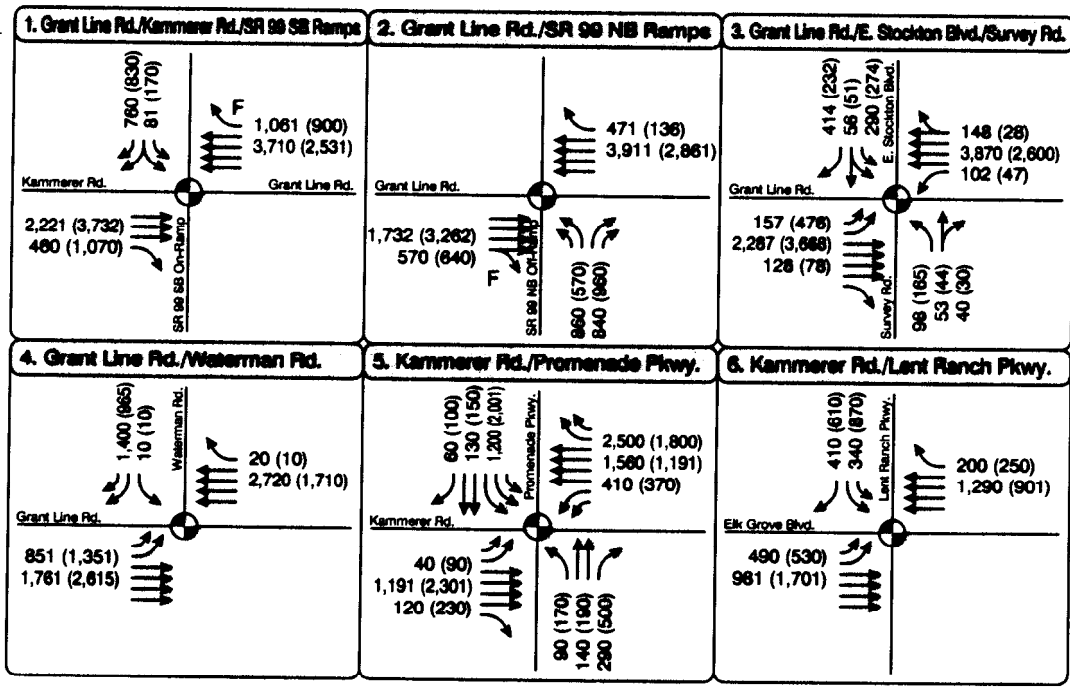 1. Grant Line Rd./Kammerer Rd./SR 99 SB Ramps
760 (830)
81 (170)
F
1,061 (900)
3,710 (2,531)
Kammerer Rd.
Grant Line Rd.
2,221 (3,732)
460 (1,070)
SR 99 SB On-Ramp
2. Grant Line Rd./SR 99 NB Ramps
471 (136)
3,911 (2,861)
Grant Line Rd.
1,732 (3,262)
570 (640)
F
SR 99 NB Off-Ramp
860 (570)
840 (960)
3. Grant Line Rd./E. Stockton Blvd./Survey Rd.
414 (232)
56 (51)
290 (274)
E. Stockton Blvd.
148 (28)
3,870 (2,600)
102 (47)
Grant Line Rd.
157 (476)
2,287 (3,668)
128 (78)
Survey Rd.
98 (165)
53 (44)
40 (30)
4. Grant Line Rd./Waterman Rd.
1,400 (965)
10 (10)
Waterman Rd.
20 (10)
2,720 (1,710)
Grant Line Rd.
851 (1,351)
1,761 (2,615)
5. Kammerer Rd./Promenade Pkwy.
60 (100)
130 (150)
1,200 (2,001)
Promenade Pkwy.
2,500 (1,800)
1,560 (1,191)
410 (370)
Kammerer Rd.
40 (90)
1,191 (2,301)
120 (230)
90 (170)
140 (190)
290 (500)
6. Kammerer Rd./Lent Ranch Pkwy.
410 (610)
340 (870)
Lent Ranch Pkwy.
200 (250)
1,290 (901)
Elk Grove Blvd.
490 (530)
981 (1,701)